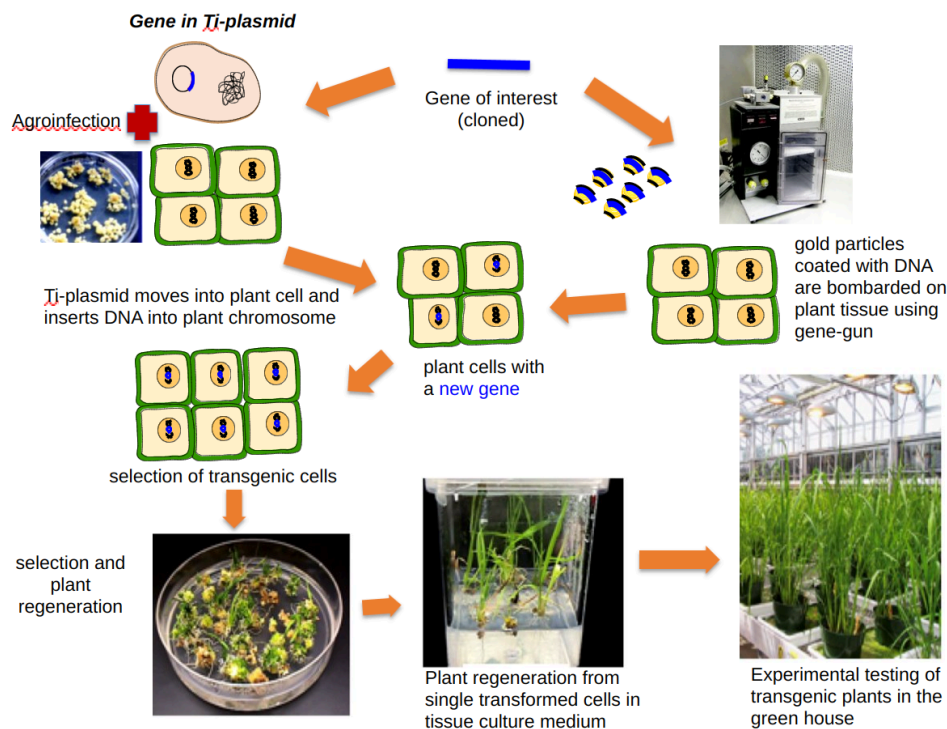 Gene in Ti-plasmid
Gene of interest
(cloned)
Agroinfection
gold particles
coated with DNA
are bombarded on
plant tissue using
gene-gun
Ti-plasmid moves into plant cell and
inserts DNA into plant chromosome
plant cells with
a new gene
selection of transgenic cells
selection and
plant
regeneration
Plant regeneration from
single transformed cells in
tissue culture medium
Experimental testing of
transgenic plants in the
green house